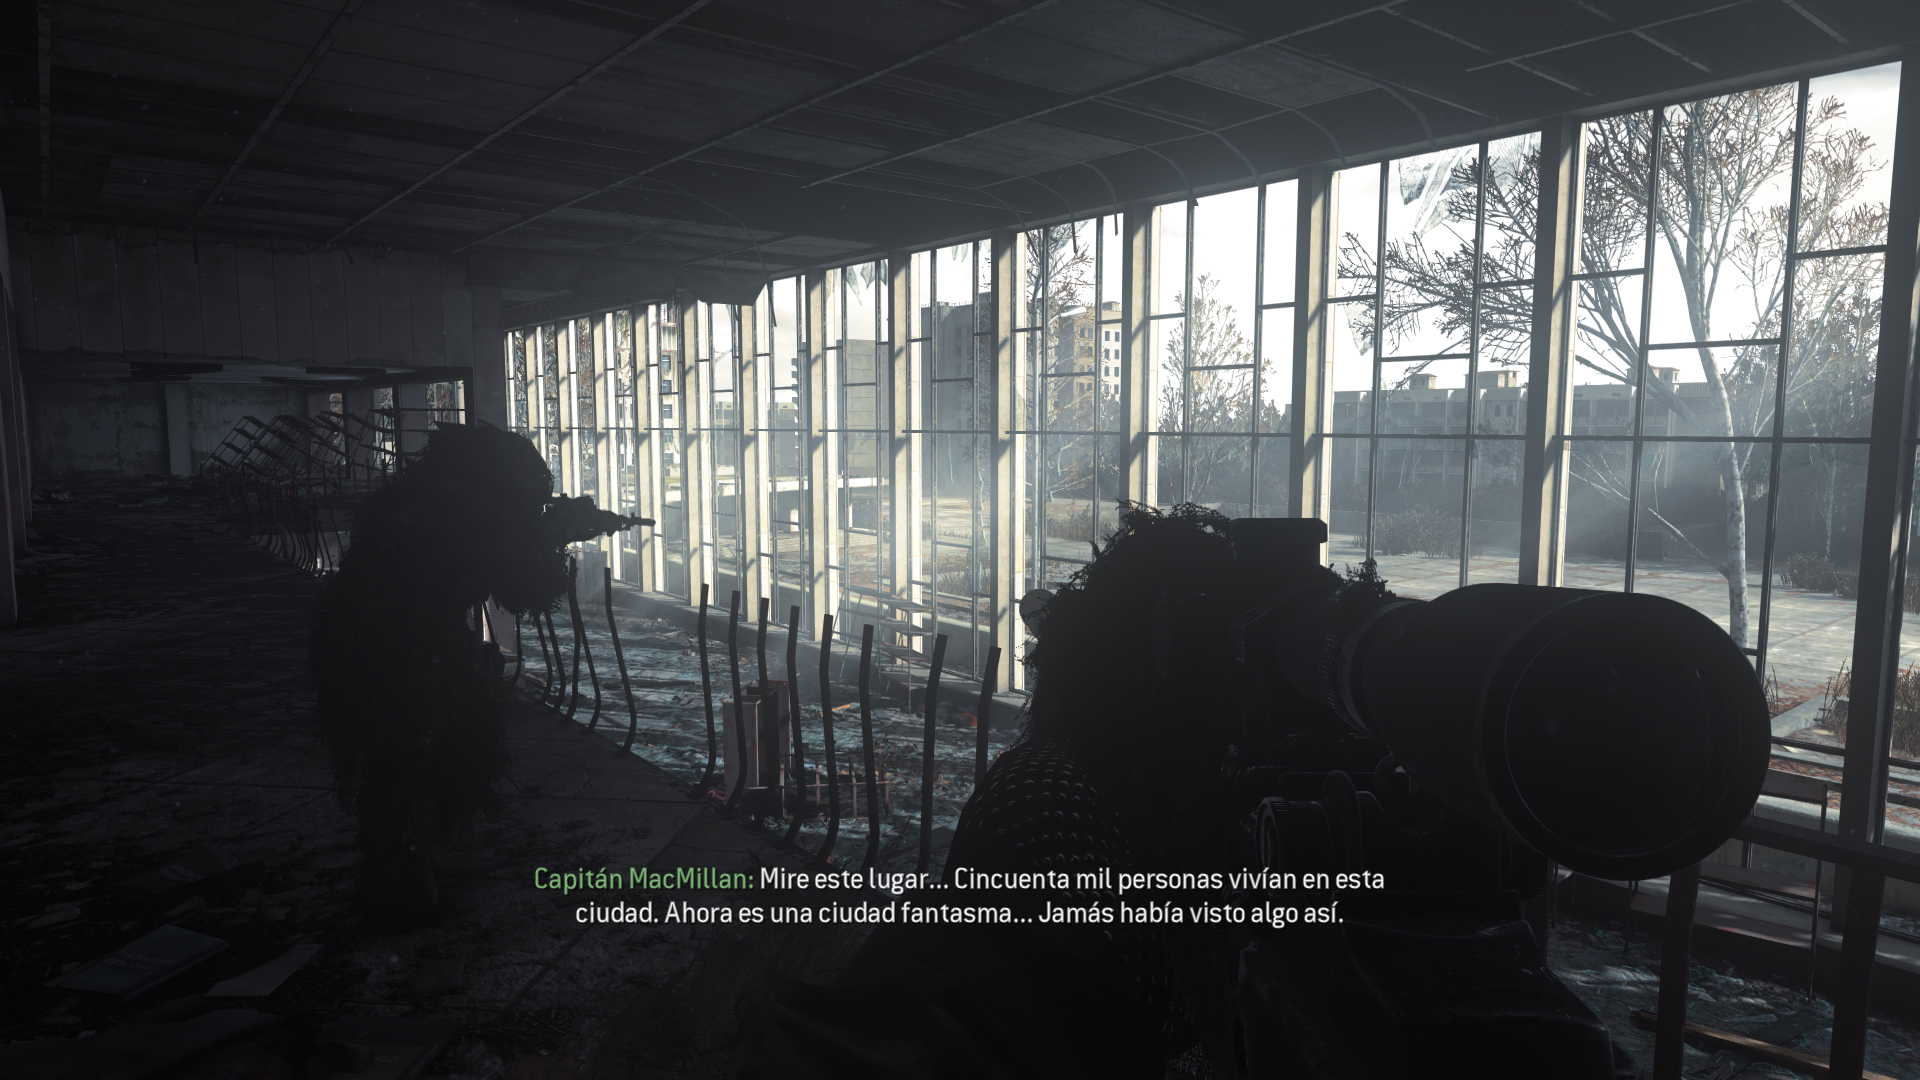 Capitán MacMillan: Mire este lugar... Cincuenta mil personas vivían en esta
ciudad. Ahora es una ciudad fantasma... Jamás había visto algo así.